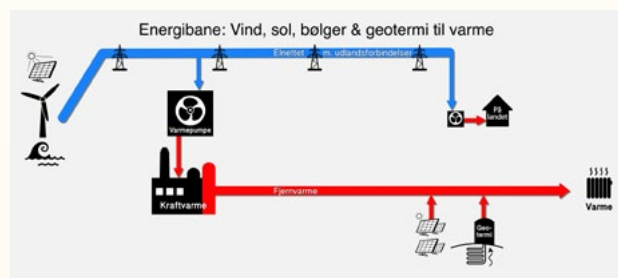 Energibane: Vind, sol, bølger & geotermi til varme
Elnettet m. udlandsforbindelser
Varmepumpe
På
landet
Kraftvarme
Fjernvarme
Varme
Geo-
termi